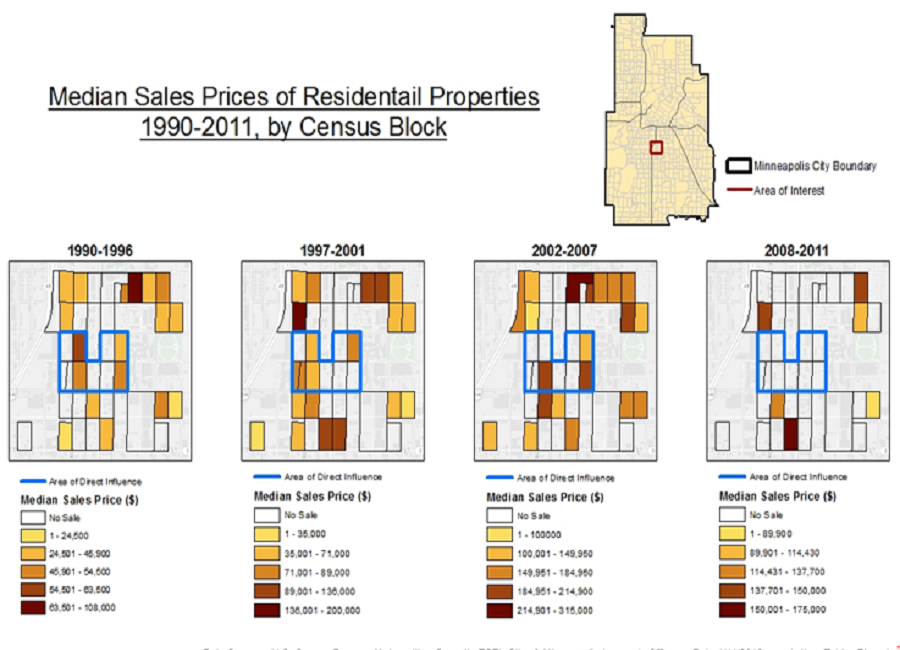 Median Sales Prices of Residentail Properties
1990-2011, by Census Block
Minneapolis City Boundary
Area of Interest
1990-1996
1997-2001
2002-2007
2008-2011
Area of Direct Influence
Median Sales Price ($)
No Sale
1 - 24,500
24,501 - 45,900
45,901 - 54,500
54,501 - 63,500
63,501 - 108,000
Area of Direct Influence
Median Sales Price ($)
No Sale
1 - 35,000
35,001 - 71,000
71,001 - 89,000
89,001 - 135,000
135,001 - 200,000
Area of Direct Influence
Median Sales Price ($)
No Sale
1 - 100000
100,001 - 149,950
149,951 - 184,950
184,951 - 214,900
214,901 - 315,000
Area of Direct Influence
Median Sales Price ($)
No Sale
1 - 89,900
89,901 - 114,430
114,431 - 137,700
137,701 - 150,000
150,001 - 175,000